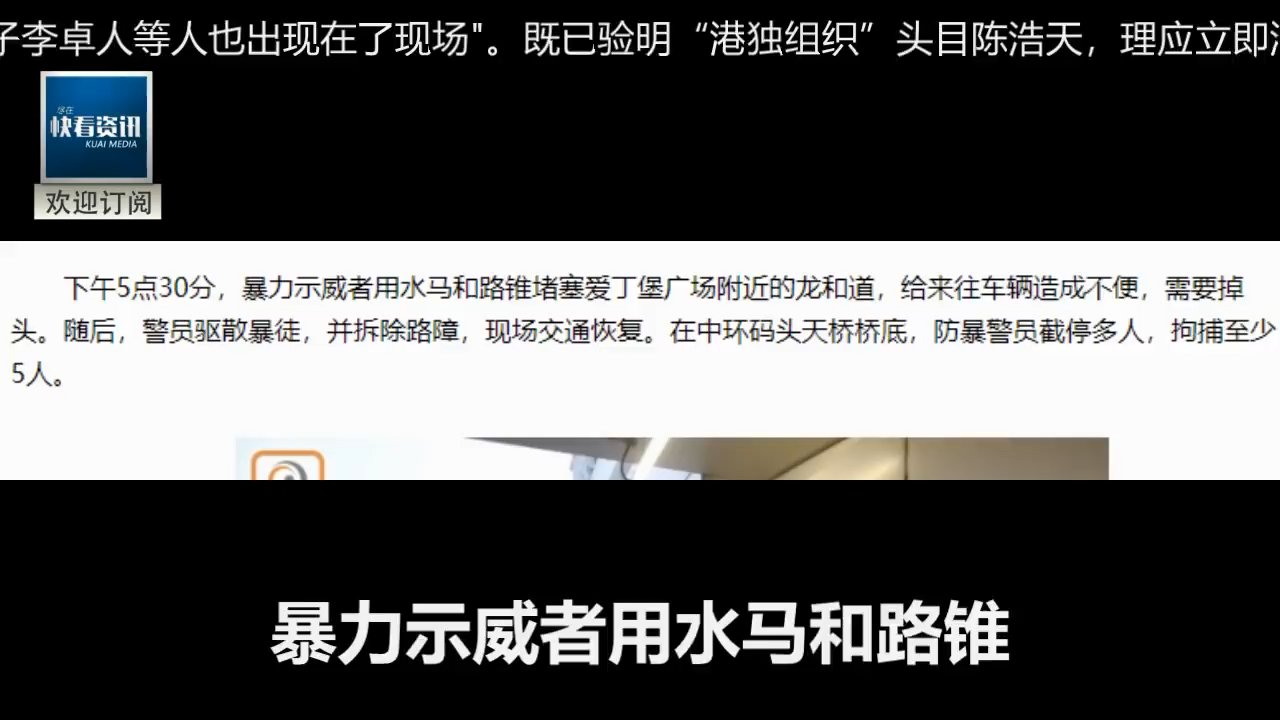 子李卓人等人也出现在了现场"。既已验明“港独组织”头目陈浩天，理应立即
尽在
快看资讯
KUAI MEDIA
欢迎订阅
下午5点30分，暴力示威者用水马和路锥堵塞爱丁堡广场附近的龙和道，给来往车辆造成不便，需要掉
头。随后，警员驱散暴徒，并拆除路障，现场交通恢复。在中环码头天桥桥底，防暴警员截停多人，拘捕至少
5人。
暴力示威者用水马和路锥